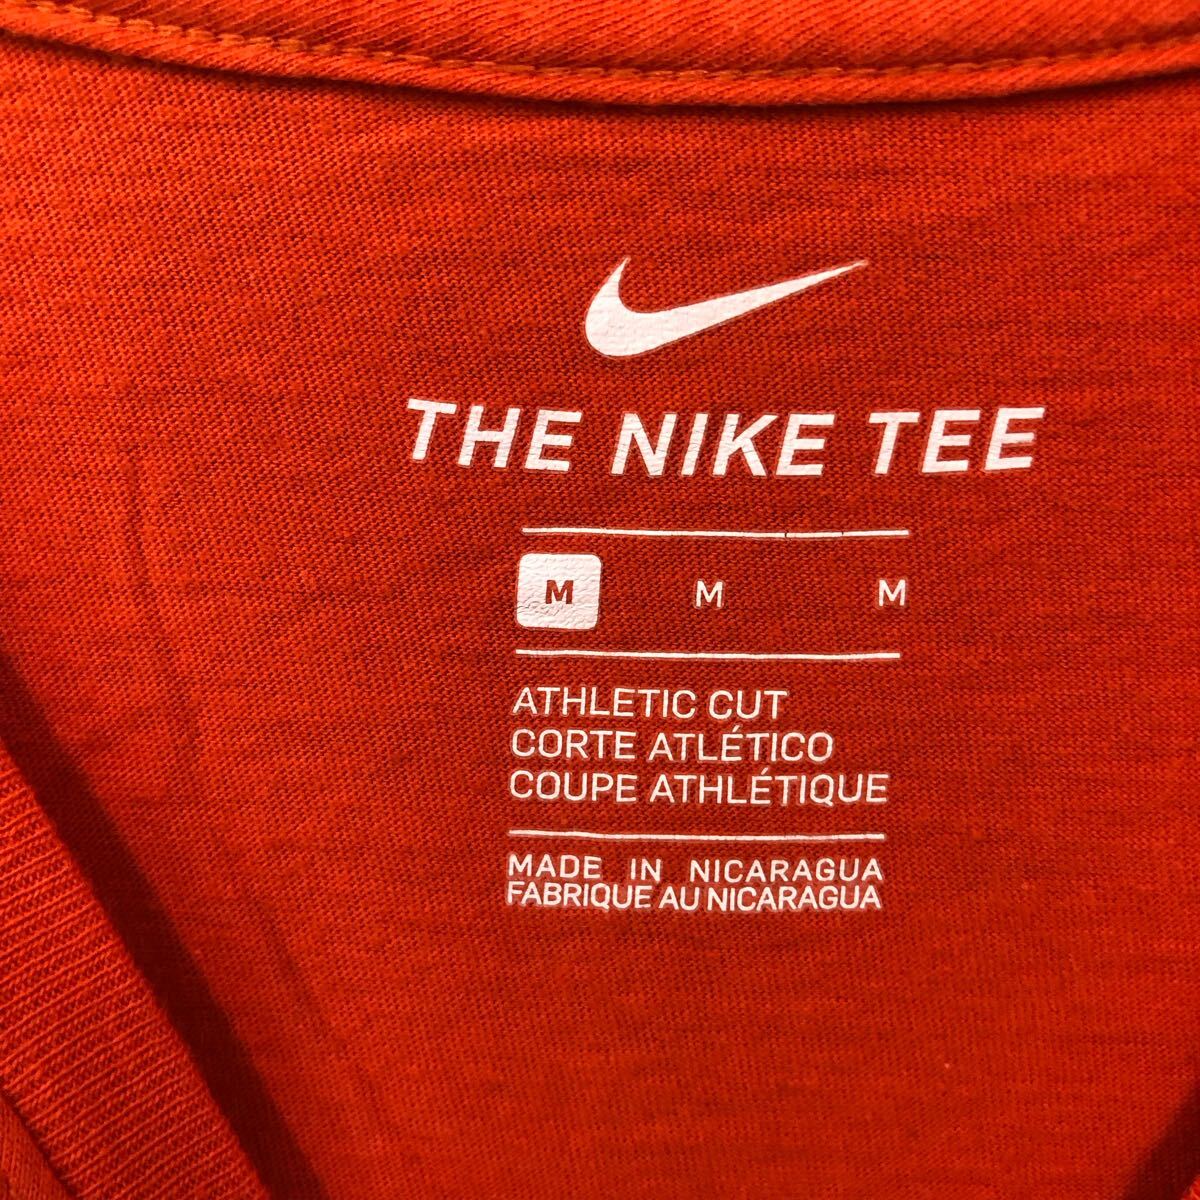 THE NIKE TEE
M M M
ATHLETIC CUT
CORTE ATLÉTICO
COUPE ATHLÉTIQUE
MADE IN NICARAGUA
FABRIQUE AU NICARAGUA